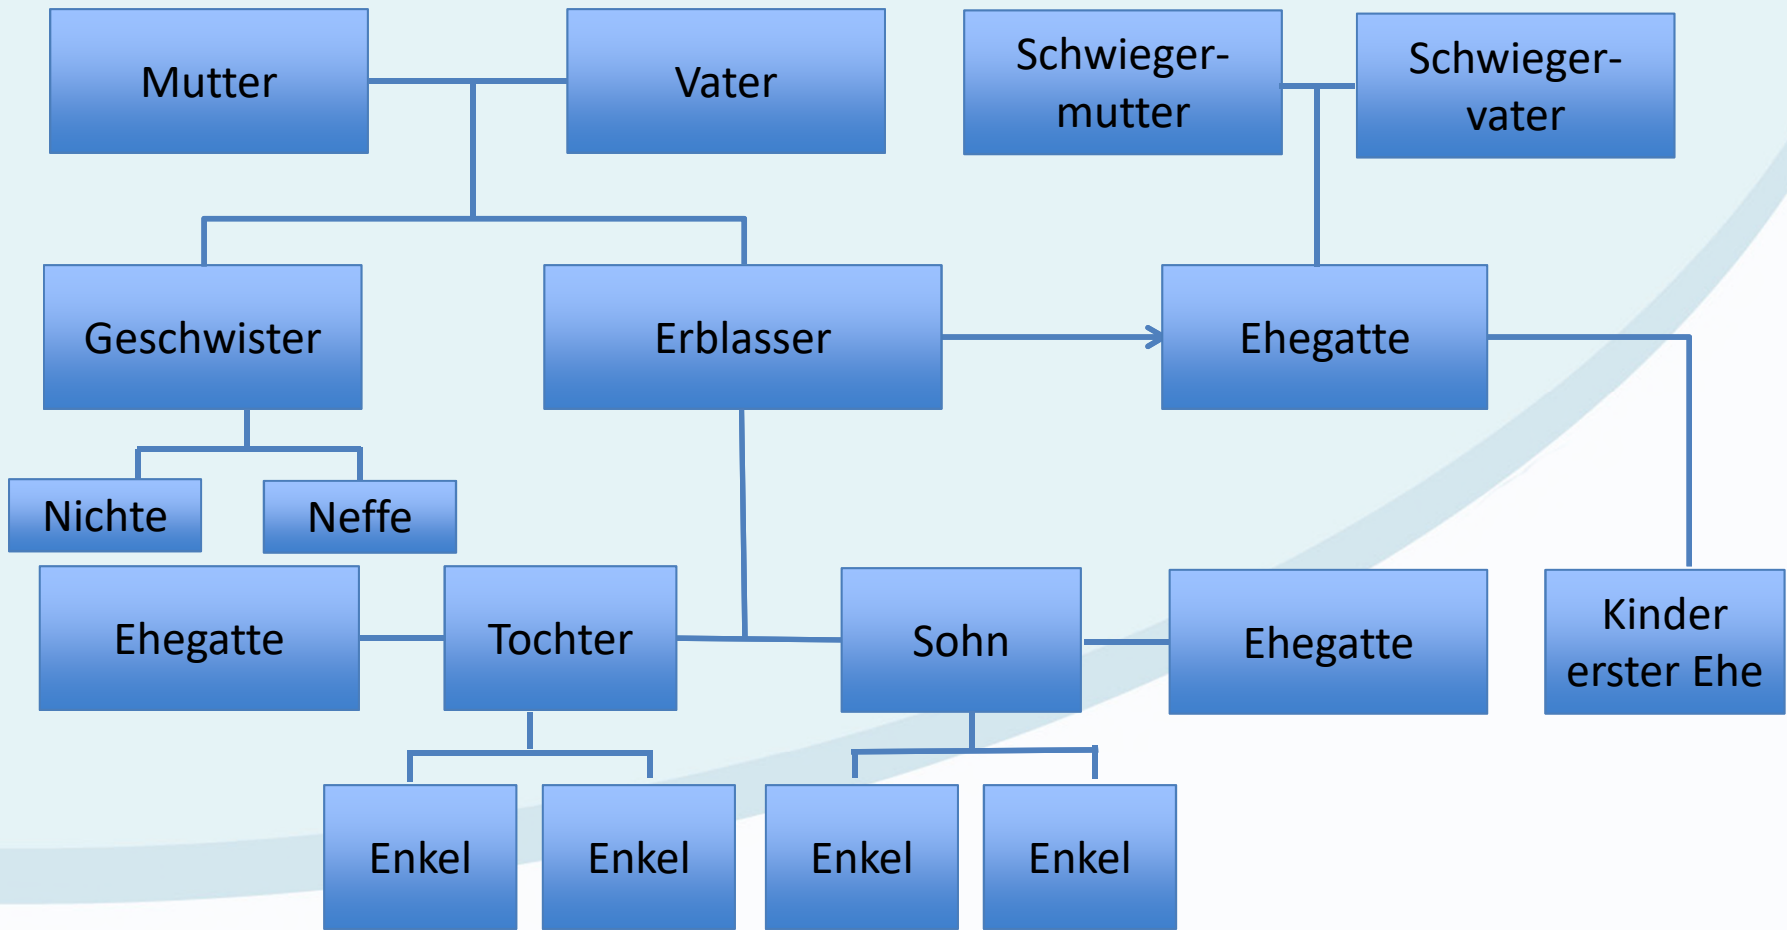 Mutter
Vater
Schwieger-
mutter
Schwieger-
vater
Geschwister
Erblasser
Ehegatte
Nichte
Neffe
Ehegatte
Tochter
Sohn
Ehegatte
Kinder
erster Ehe
Enkel
Enkel
Enkel
Enkel